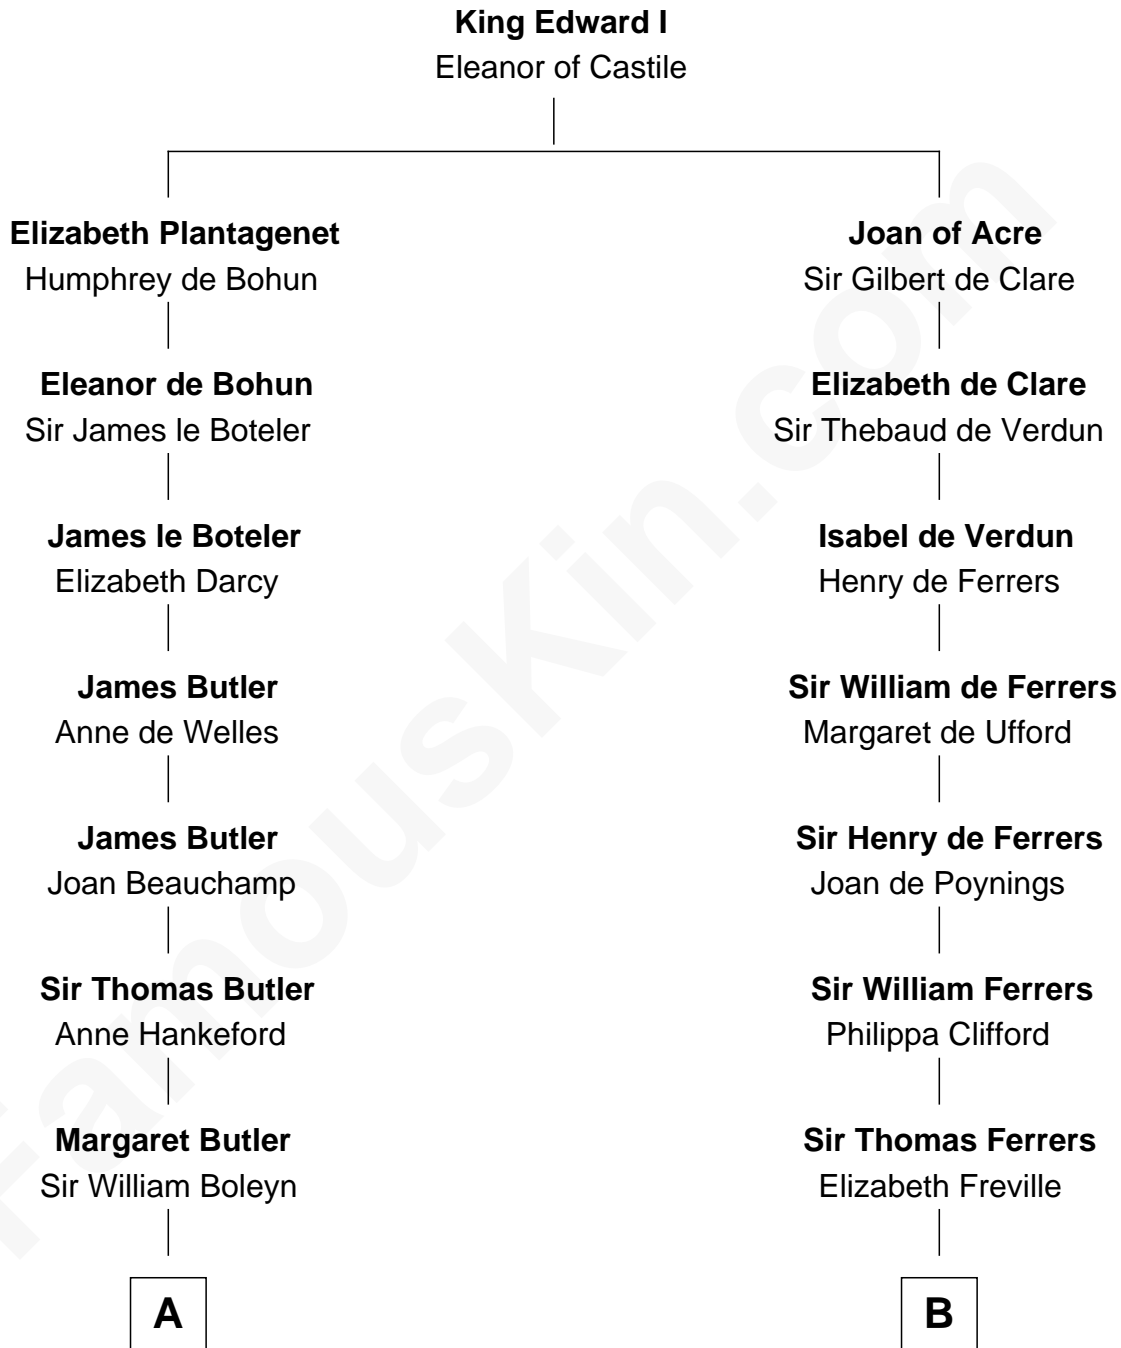 King Edward I
Eleanor of Castile
Elizabeth Plantagenet
Humphrey de Bohun
Joan of Acre
Sir Gilbert de Clare
Eleanor de Bohun
Sir James le Boteler
Elizabeth de Clare
Sir Thebaud de Verdun
James le Boteler
Elizabeth Darcy
Isabel de Verdun
Henry de Ferrers
James Butler
Anne de Welles
Sir William de Ferrers
Margaret de Ufford
James Butler
Joan Beauchamp
Sir Henry de Ferrers
Joan de Poynings
Sir Thomas Butler
Anne Hankeford
Sir William Ferrers
Philippa Clifford
Margaret Butler
Sir William Boleyn
Sir Thomas Ferrers
Elizabeth Freville
A
B
FamousKin.com